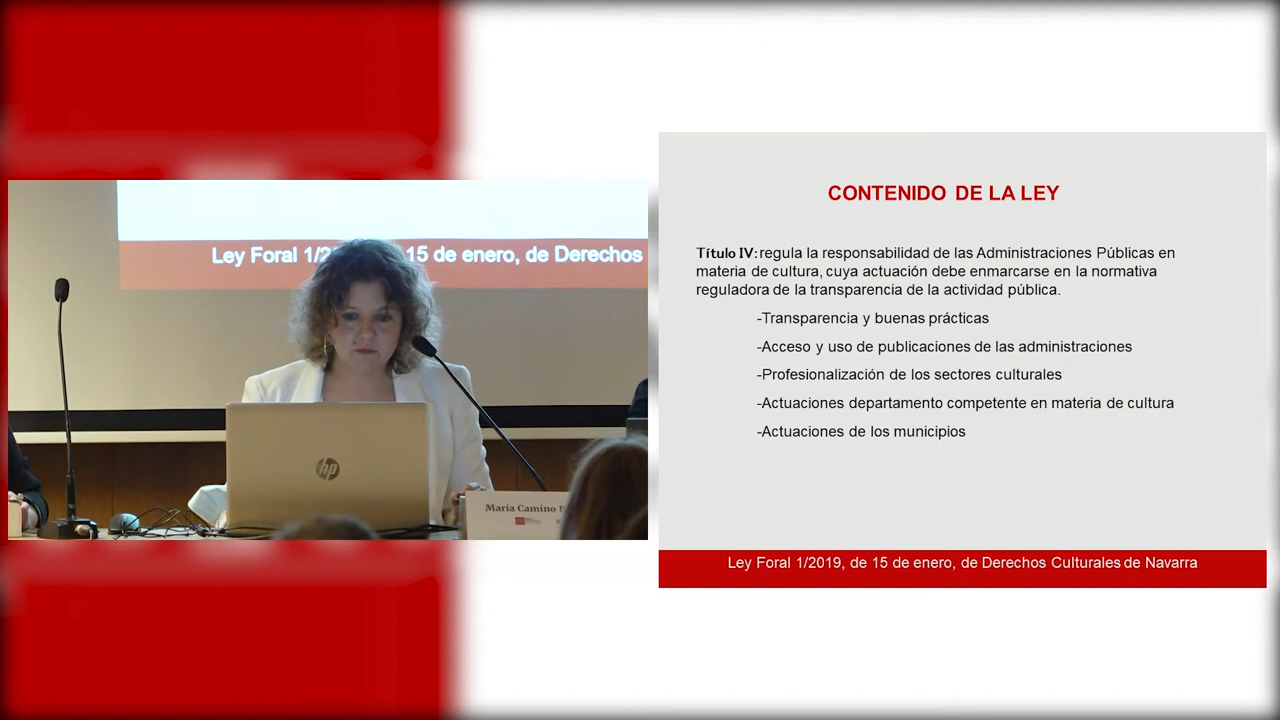 Ley Foral 1/2 15 de enero, de Derechos
hp
María Camino
CONTENIDO DE LA LEY
Título IV: regula la responsabilidad de las Administraciones Públicas en
materia de cultura, cuya actuación debe enmarcarse en la normativa
reguladora de la transparencia de la actividad pública.
-Transparencia y buenas prácticas
-Acceso y uso de publicaciones de las administraciones
-Profesionalización de los sectores culturales
-Actuaciones departamento competente en materia de cultura
-Actuaciones de los municipios
Ley Foral 1/2019, de 15 de enero, de Derechos Culturales de Navarra